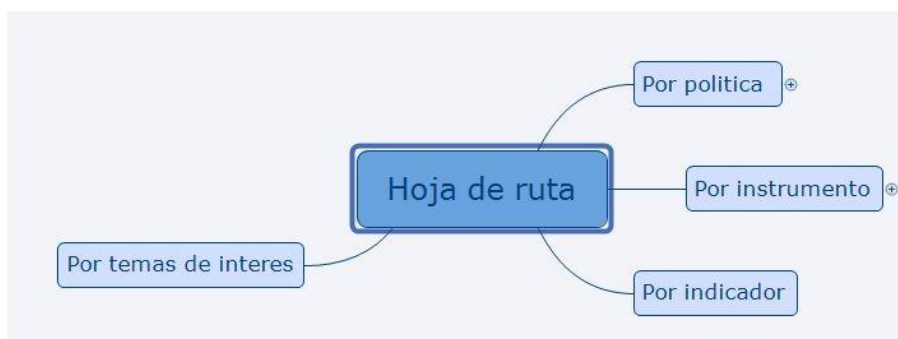 Por politica
Hoja de ruta
Por instrumento
Por temas de interes
Por indicador